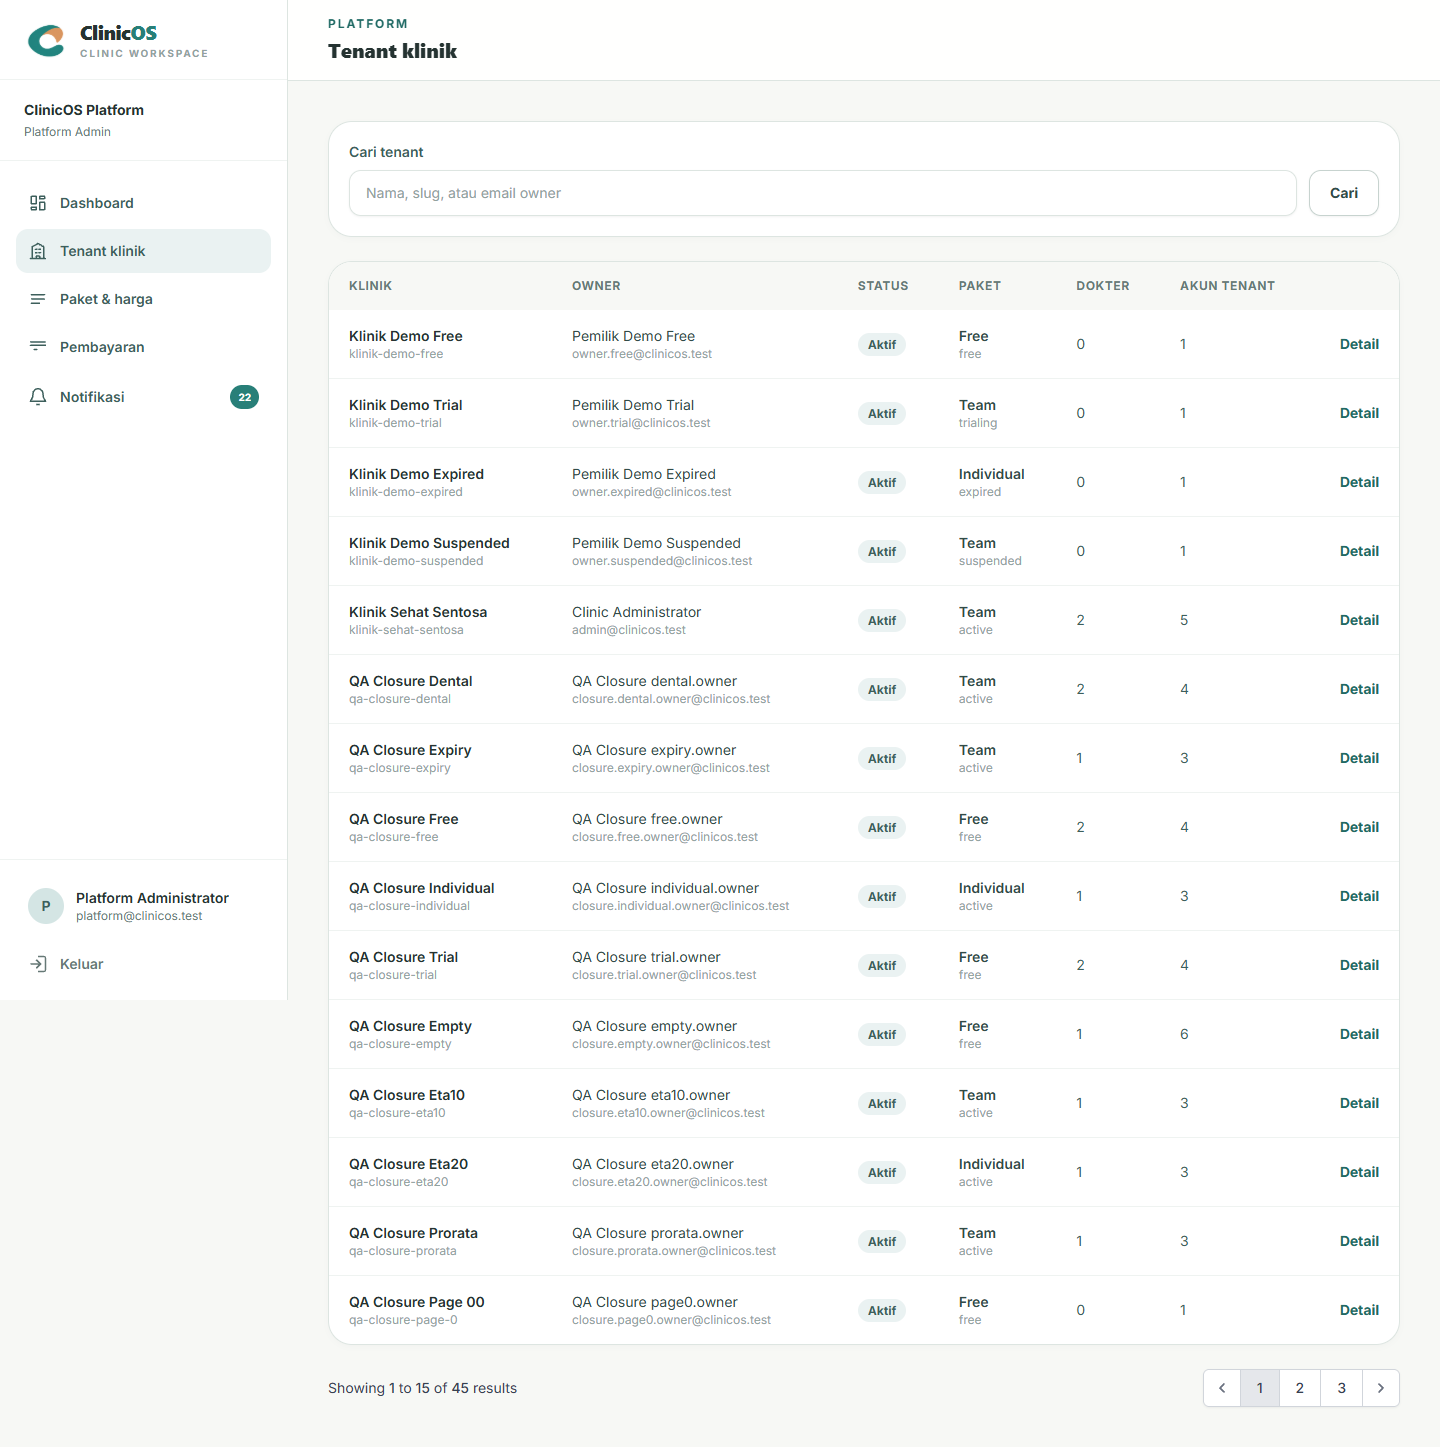 ClinicOS
CLINIC WORKSPACE
ClinicOS Platform
Platform Admin
Dashboard
Tenant klinik
Paket & harga
Pembayaran
Notifikasi 22
P Platform Administrator
platform@clinicos.test
Keluar
PLATFORM
Tenant klinik
Cari tenant
Nama, slug, atau email owner Cari
KLINIK OWNER STATUS PAKET DOKTER AKUN TENANT
Klinik Demo Free Pemilik Demo Free Aktif Free 0 1 Detail
klinik-demo-free owner.free@clinicos.test free
Klinik Demo Trial Pemilik Demo Trial Aktif Team 0 1 Detail
klinik-demo-trial owner.trial@clinicos.test trialing
Klinik Demo Expired Pemilik Demo Expired Aktif Individual 0 1 Detail
klinik-demo-expired owner.expired@clinicos.test expired
Klinik Demo Suspended Pemilik Demo Suspended Aktif Team 0 1 Detail
klinik-demo-suspended owner.suspended@clinicos.test suspended
Klinik Sehat Sentosa Clinic Administrator Aktif Team 2 5 Detail
klinik-sehat-sentosa admin@clinicos.test active
QA Closure Dental QA Closure dental.owner Aktif Team 2 4 Detail
qa-closure-dental closure.dental.owner@clinicos.test active
QA Closure Expiry QA Closure expiry.owner Aktif Team 1 3 Detail
qa-closure-expiry closure.expiry.owner@clinicos.test active
QA Closure Free QA Closure free.owner Aktif Free 2 4 Detail
qa-closure-free closure.free.owner@clinicos.test free
QA Closure Individual QA Closure individual.owner Aktif Individual 1 3 Detail
qa-closure-individual closure.individual.owner@clinicos.test active
QA Closure Trial QA Closure trial.owner Aktif Free 2 4 Detail
qa-closure-trial closure.trial.owner@clinicos.test free
QA Closure Empty QA Closure empty.owner Aktif Free 1 6 Detail
qa-closure-empty closure.empty.owner@clinicos.test free
QA Closure Eta10 QA Closure eta10.owner Aktif Team 1 3 Detail
qa-closure-eta10 closure.eta10.owner@clinicos.test active
QA Closure Eta20 QA Closure eta20.owner Aktif Individual 1 3 Detail
qa-closure-eta20 closure.eta20.owner@clinicos.test active
QA Closure Prorata QA Closure prorata.owner Aktif Team 1 3 Detail
qa-closure-prorata closure.prorata.owner@clinicos.test active
QA Closure Page 00 QA Closure page0.owner Aktif Free 0 1 Detail
qa-closure-page-0 closure.page0.owner@clinicos.test free
Showing 1 to 15 of 45 results 1 2 3